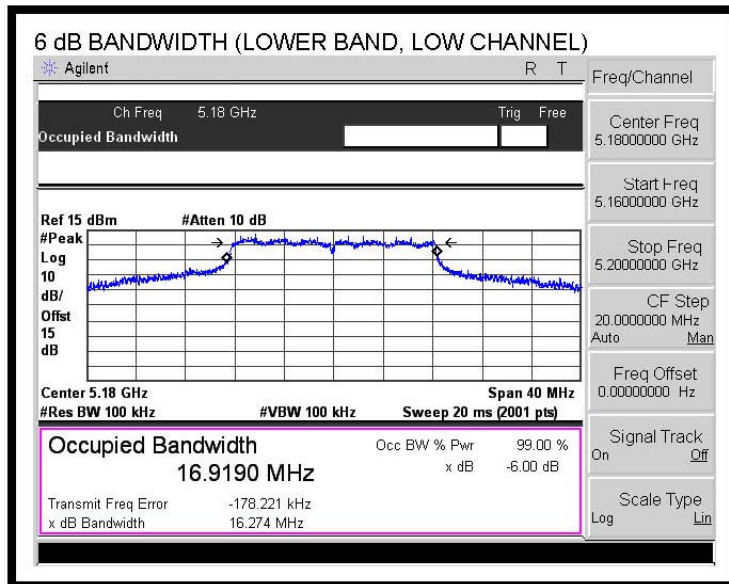 6 dB BANDWIDTH (LOWER BAND, LOW CHANNEL)
Agilent R T
Ch Freq 5.18 GHz Trig Free
Occupied Bandwidth
Ref 15 dBm #Atten 10 dB
#Peak
Log
10
dB/
Offst
15
dB
Center 5.18 GHz Span 40 MHz
#Res BW 100 kHz #VBW 100 kHz Sweep 20 ms (2001 pts)
Occupied Bandwidth Occ BW % Pwr 99.00 %
16.9190 MHz x dB -6.00 dB
Transmit Freq Error -178.221 kHz
x dB Bandwidth 16.274 MHz
Freq/Channel
Center Freq
5.18000000 GHz
Start Freq
5.16000000 GHz
Stop Freq
5.20000000 GHz
CF Step
20.0000000 MHz
Auto Man
Freq Offset
0.00000000 Hz
Signal Track
On Off
Scale Type
Log Lin